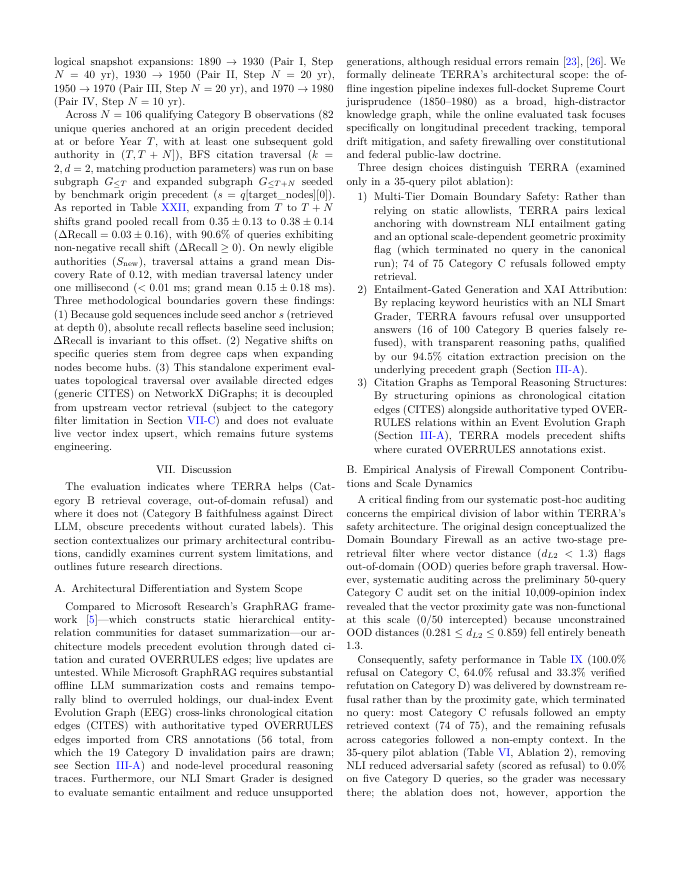 logical snapshot expansions: 1890 → 1930 (Pair I, Step
N = 40 yr), 1930 → 1950 (Pair II, Step N = 20 yr),
1950 → 1970 (Pair III, Step N = 20 yr), and 1970 → 1980
(Pair IV, Step N = 10 yr).
Across N = 106 qualifying Category B observations (82
unique queries anchored at an origin precedent decided
at or before Year T, with at least one subsequent gold
authority in (T, T + N]), BFS citation traversal (k =
2, d = 2, matching production parameters) was run on base
subgraph G≤T and expanded subgraph G≤T+N seeded
by benchmark origin precedent (s = q[target_nodes][0]).
As reported in Table XXII, expanding from T to T + N
shifts grand pooled recall from 0.35 ± 0.13 to 0.38 ± 0.14
(ΔRecall = 0.03 ± 0.16), with 90.6% of queries exhibiting
non-negative recall shift (ΔRecall ≥ 0). On newly eligible
authorities (Snew), traversal attains a grand mean Dis-
covery Rate of 0.12, with median traversal latency under
one millisecond (< 0.01 ms; grand mean 0.15 ± 0.18 ms).
Three methodological boundaries govern these findings:
(1) Because gold sequences include seed anchor s (retrieved
at depth 0), absolute recall reflects baseline seed inclusion;
ΔRecall is invariant to this offset. (2) Negative shifts on
specific queries stem from degree caps when expanding
nodes become hubs. (3) This standalone experiment eval-
uates topological traversal over available directed edges
(generic CITES) on NetworkX DiGraphs; it is decoupled
from upstream vector retrieval (subject to the category
filter limitation in Section VII-C) and does not evaluate
live vector index upsert, which remains future systems
engineering.
VII. Discussion
The evaluation indicates where TERRA helps (Cat-
egory B retrieval coverage, out-of-domain refusal) and
where it does not (Category B faithfulness against Direct
LLM, obscure precedents without curated labels). This
section contextualizes our primary architectural contribu-
tions, candidly examines current system limitations, and
outlines future research directions.
A. Architectural Differentiation and System Scope
Compared to Microsoft Research's GraphRAG frame-
work [5]—which constructs static hierarchical entity-
relation communities for dataset summarization—our ar-
chitecture models precedent evolution through dated ci-
tation and curated OVERRULES edges; live updates are
untested. While Microsoft GraphRAG requires substantial
offline LLM summarization costs and remains tempo-
rally blind to overruled holdings, our dual-index Event
Evolution Graph (EEG) cross-links chronological citation
edges (CITES) with authoritative typed OVERRULES
edges imported from CRS annotations (56 total, from
which the 19 Category D invalidation pairs are drawn;
see Section III-A) and node-level procedural reasoning
traces. Furthermore, our NLI Smart Grader is designed
to evaluate semantic entailment and reduce unsupported
generations, although residual errors remain [23], [26]. We
formally delineate TERRA's architectural scope: the of-
fline ingestion pipeline indexes full-docket Supreme Court
jurisprudence (1850–1980) as a broad, high-distractor
knowledge graph, while the online evaluated task focuses
specifically on longitudinal precedent tracking, temporal
drift mitigation, and safety firewalling over constitutional
and federal public-law doctrine.
Three design choices distinguish TERRA (examined
only in a 35-query pilot ablation):
1) Multi-Tier Domain Boundary Safety: Rather than
relying on static allowlists, TERRA pairs lexical
anchoring with downstream NLI entailment gating
and an optional scale-dependent geometric proximity
flag (which terminated no query in the canonical
run); 74 of 75 Category C refusals followed empty
retrieval.
2) Entailment-Gated Generation and XAI Attribution:
By replacing keyword heuristics with an NLI Smart
Grader, TERRA favours refusal over unsupported
answers (16 of 100 Category B queries falsely re-
fused), with transparent reasoning paths, qualified
by our 94.5% citation extraction precision on the
underlying precedent graph (Section III-A).
3) Citation Graphs as Temporal Reasoning Structures:
By structuring opinions as chronological citation
edges (CITES) alongside authoritative typed OVER-
RULES relations within an Event Evolution Graph
(Section III-A), TERRA models precedent shifts
where curated OVERRULES annotations exist.
B. Empirical Analysis of Firewall Component Contribu-
tions and Scale Dynamics
A critical finding from our systematic post-hoc auditing
concerns the empirical division of labor within TERRA's
safety architecture. The original design conceptualized the
Domain Boundary Firewall as an active two-stage pre-
retrieval filter where vector distance (dL2 < 1.3) flags
out-of-domain (OOD) queries before graph traversal. How-
ever, systematic auditing across the preliminary 50-query
Category C audit set on the initial 10,009-opinion index
revealed that the vector proximity gate was non-functional
at this scale (0/50 intercepted) because unconstrained
OOD distances (0.281 ≤ dL2 ≤ 0.859) fell entirely beneath
1.3.
Consequently, safety performance in Table IX (100.0%
refusal on Category C, 64.0% refusal and 33.3% verified
refutation on Category D) was delivered by downstream re-
fusal rather than by the proximity gate, which terminated
no query: most Category C refusals followed an empty
retrieved context (74 of 75), and the remaining refusals
across categories followed a non-empty context. In the
35-query pilot ablation (Table VI, Ablation 2), removing
NLI reduced adversarial safety (scored as refusal) to 0.0%
on five Category D queries, so the grader was necessary
there; the ablation does not, however, apportion the